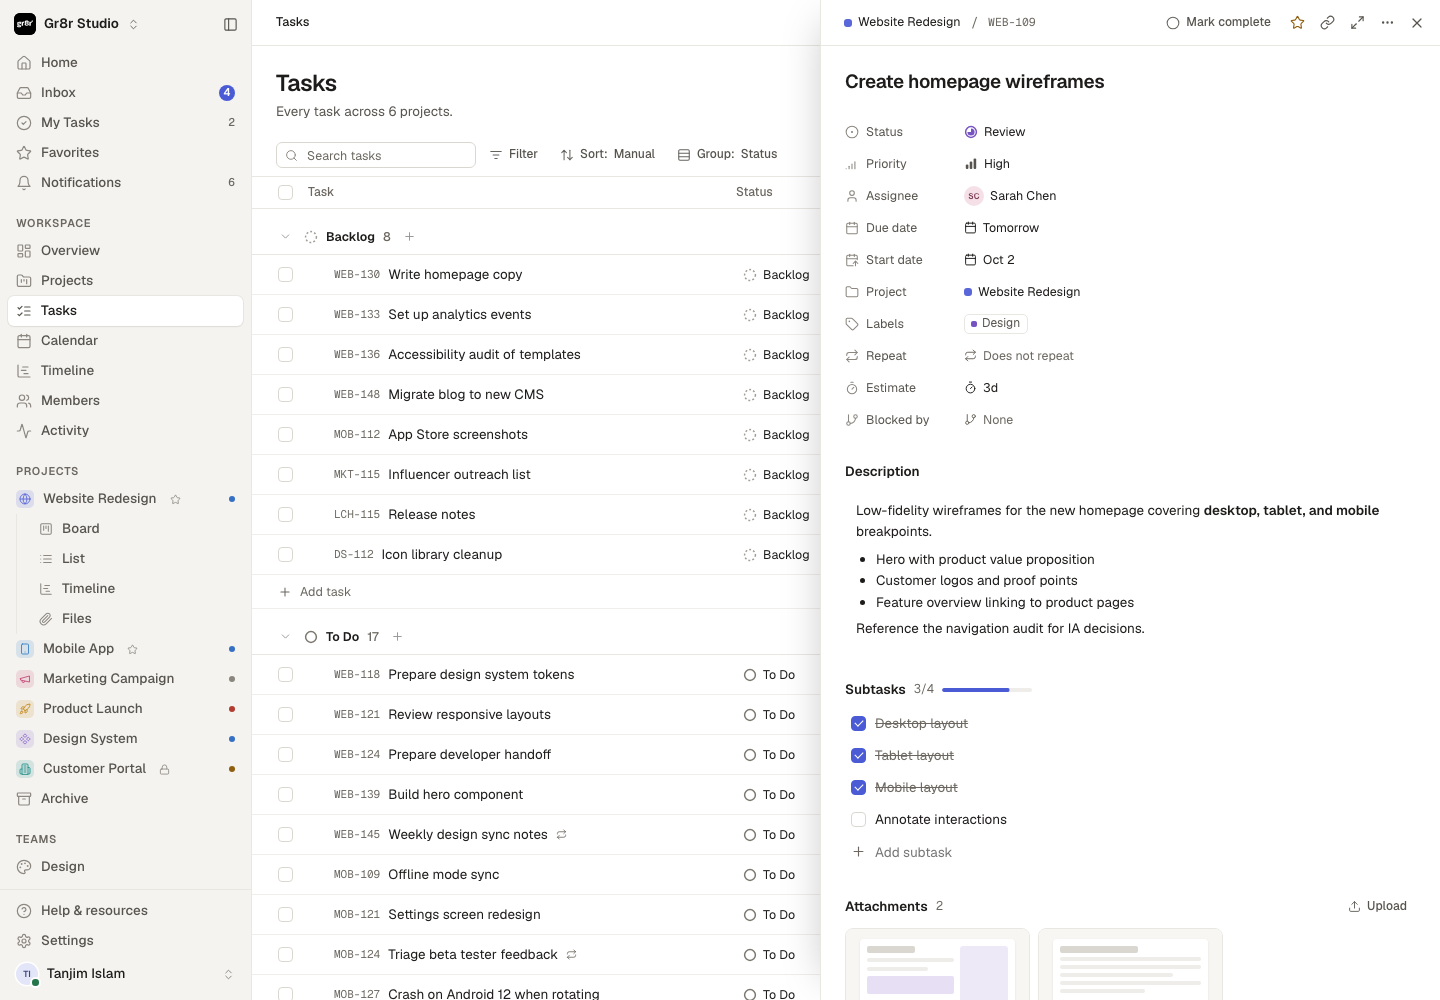 gr8r Gr8r Studio
Home
Inbox 4
My Tasks 2
Favorites
Notifications 6
WORKSPACE
Overview
Projects
Tasks
Calendar
Timeline
Members
Activity
PROJECTS
Website Redesign
Board
List
Timeline
Files
Mobile App
Marketing Campaign
Product Launch
Design System
Customer Portal
Archive
TEAMS
Design
Help & resources
Settings
TI Tanjim Islam
Tasks
Tasks
Every task across 6 projects.
Search tasks Filter Sort: Manual Group: Status
Task Status
Backlog 8
WEB-130 Write homepage copy Backlog
WEB-133 Set up analytics events Backlog
WEB-136 Accessibility audit of templates Backlog
WEB-148 Migrate blog to new CMS Backlog
MOB-112 App Store screenshots Backlog
MKT-115 Influencer outreach list Backlog
LCH-115 Release notes Backlog
DS-112 Icon library cleanup Backlog
Add task
To Do 17
WEB-118 Prepare design system tokens To Do
WEB-121 Review responsive layouts To Do
WEB-124 Prepare developer handoff To Do
WEB-139 Build hero component To Do
WEB-145 Weekly design sync notes To Do
MOB-109 Offline mode sync To Do
MOB-121 Settings screen redesign To Do
MOB-124 Triage beta tester feedback To Do
MOB-127 Crash on Android 12 when rotating
Website Redesign / WEB-109 Mark complete
Create homepage wireframes
Status Review
Priority High
Assignee SC Sarah Chen
Due date Tomorrow
Start date Oct 2
Project Website Redesign
Labels Design
Repeat Does not repeat
Estimate 3d
Blocked by None
Description
Low-fidelity wireframes for the new homepage covering desktop, tablet, and mobile
breakpoints.
• Hero with product value proposition
• Customer logos and proof points
• Feature overview linking to product pages
Reference the navigation audit for IA decisions.
Subtasks 3/4
Desktop layout
Tablet layout
Mobile layout
Annotate interactions
Add subtask
Attachments 2 Upload